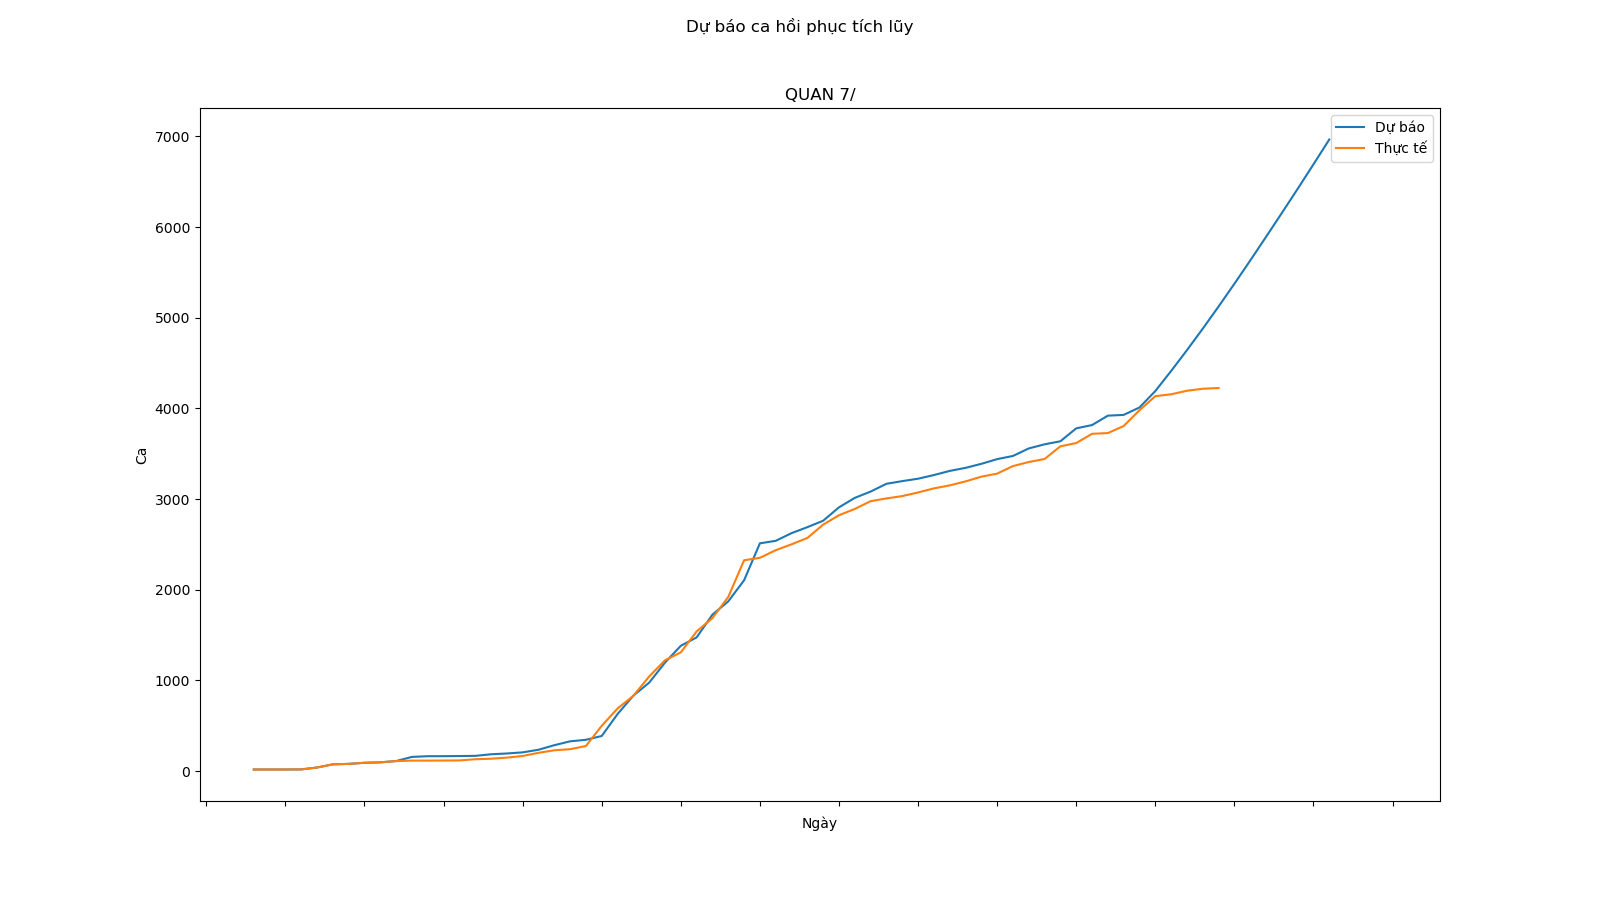 Dự báo ca hồi phục tích lũy
QUAN 7/
Dự báo
Thực tế
7000
6000
5000
4000
3000
2000
1000
0
Ca
Ngày